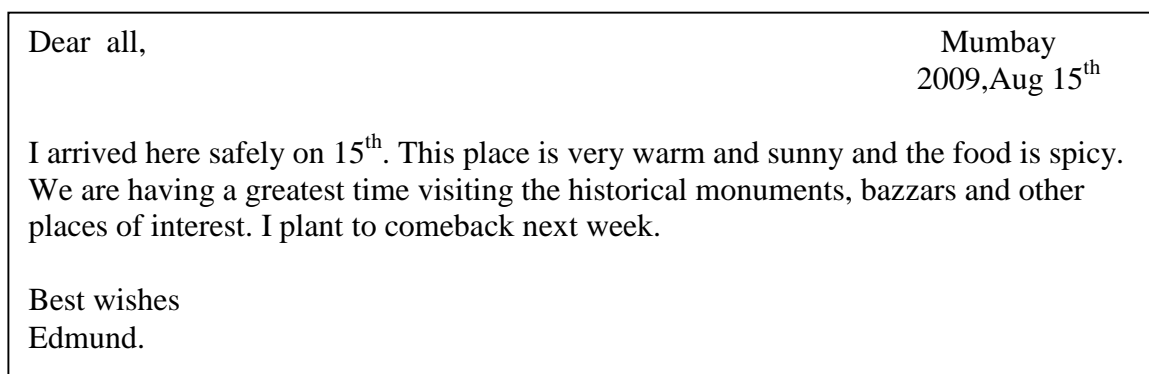 Dear all, Mumbay
2009,Aug 15th
I arrived here safely on 15th. This place is very warm and sunny and the food is spicy.
We are having a greatest time visiting the historical monuments, bazzars and other
places of interest. I plant to comeback next week.
Best wishes
Edmund.